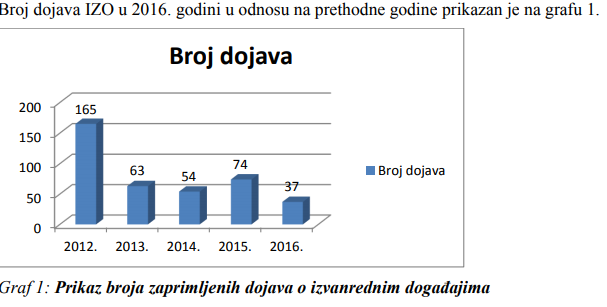 Broj dojava IZO u 2016. godini u odnosu na prethodne godine prikazan je na grafu 1.
Broj dojava
200
165
150
100
63
54
74
50
37
0
Broj dojava
2012. 2013. 2014. 2015. 2016.
Graf 1: Prikaz broja zaprimljenih dojava o izvanrednim događajima